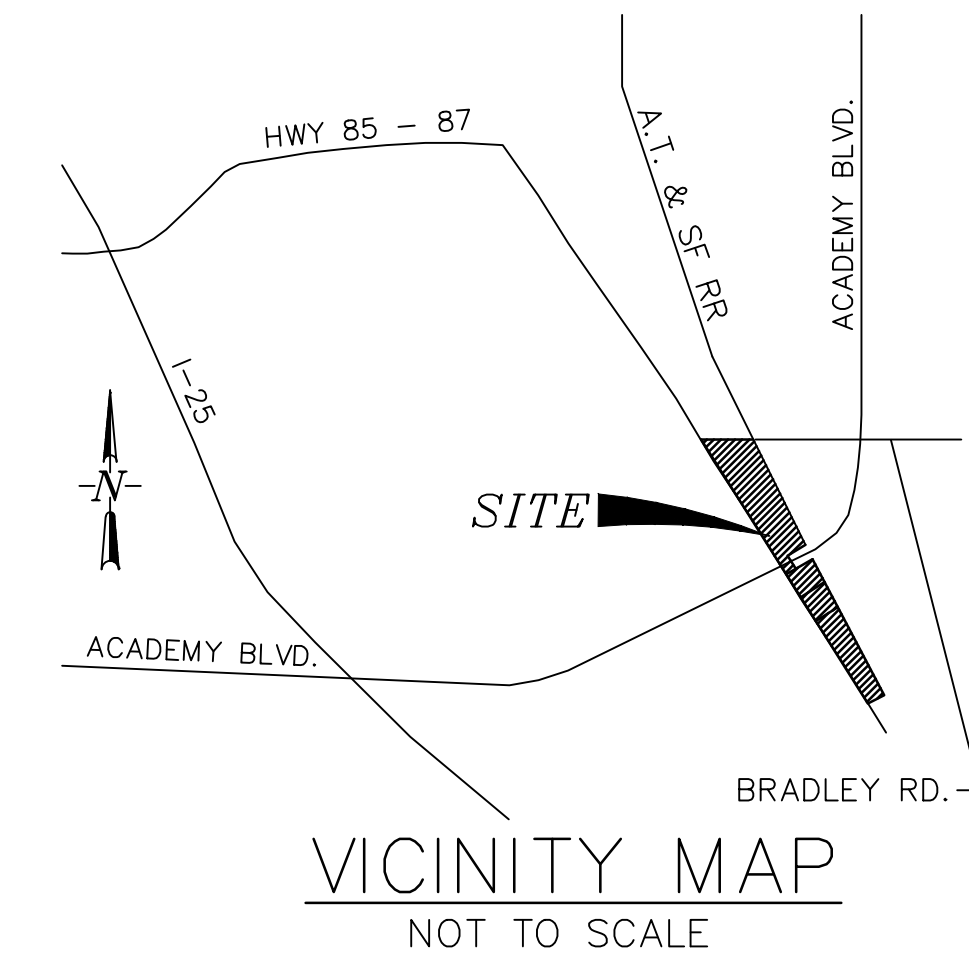 HWY 85 - 87
A.T. & SF RR
ACADEMY BLVD.
I-25
-N-
SITE
ACADEMY BLVD.
BRADLEY RD.
VICINITY MAP
NOT TO SCALE